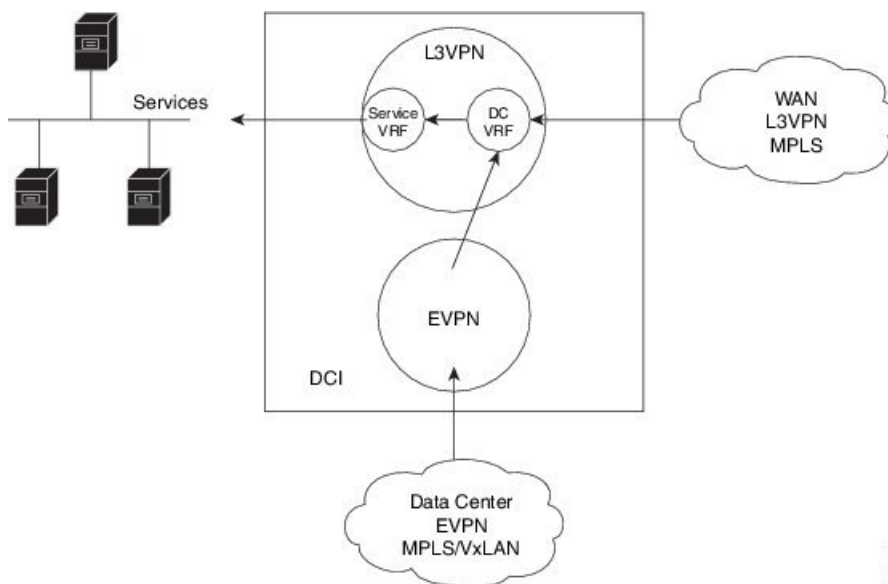 L3VPN
Services
Service
VRF
DC
VRF
WAN
L3VPN
MPLS
EVPN
DCI
Data Center
EVPN
MPLS/VxLAN